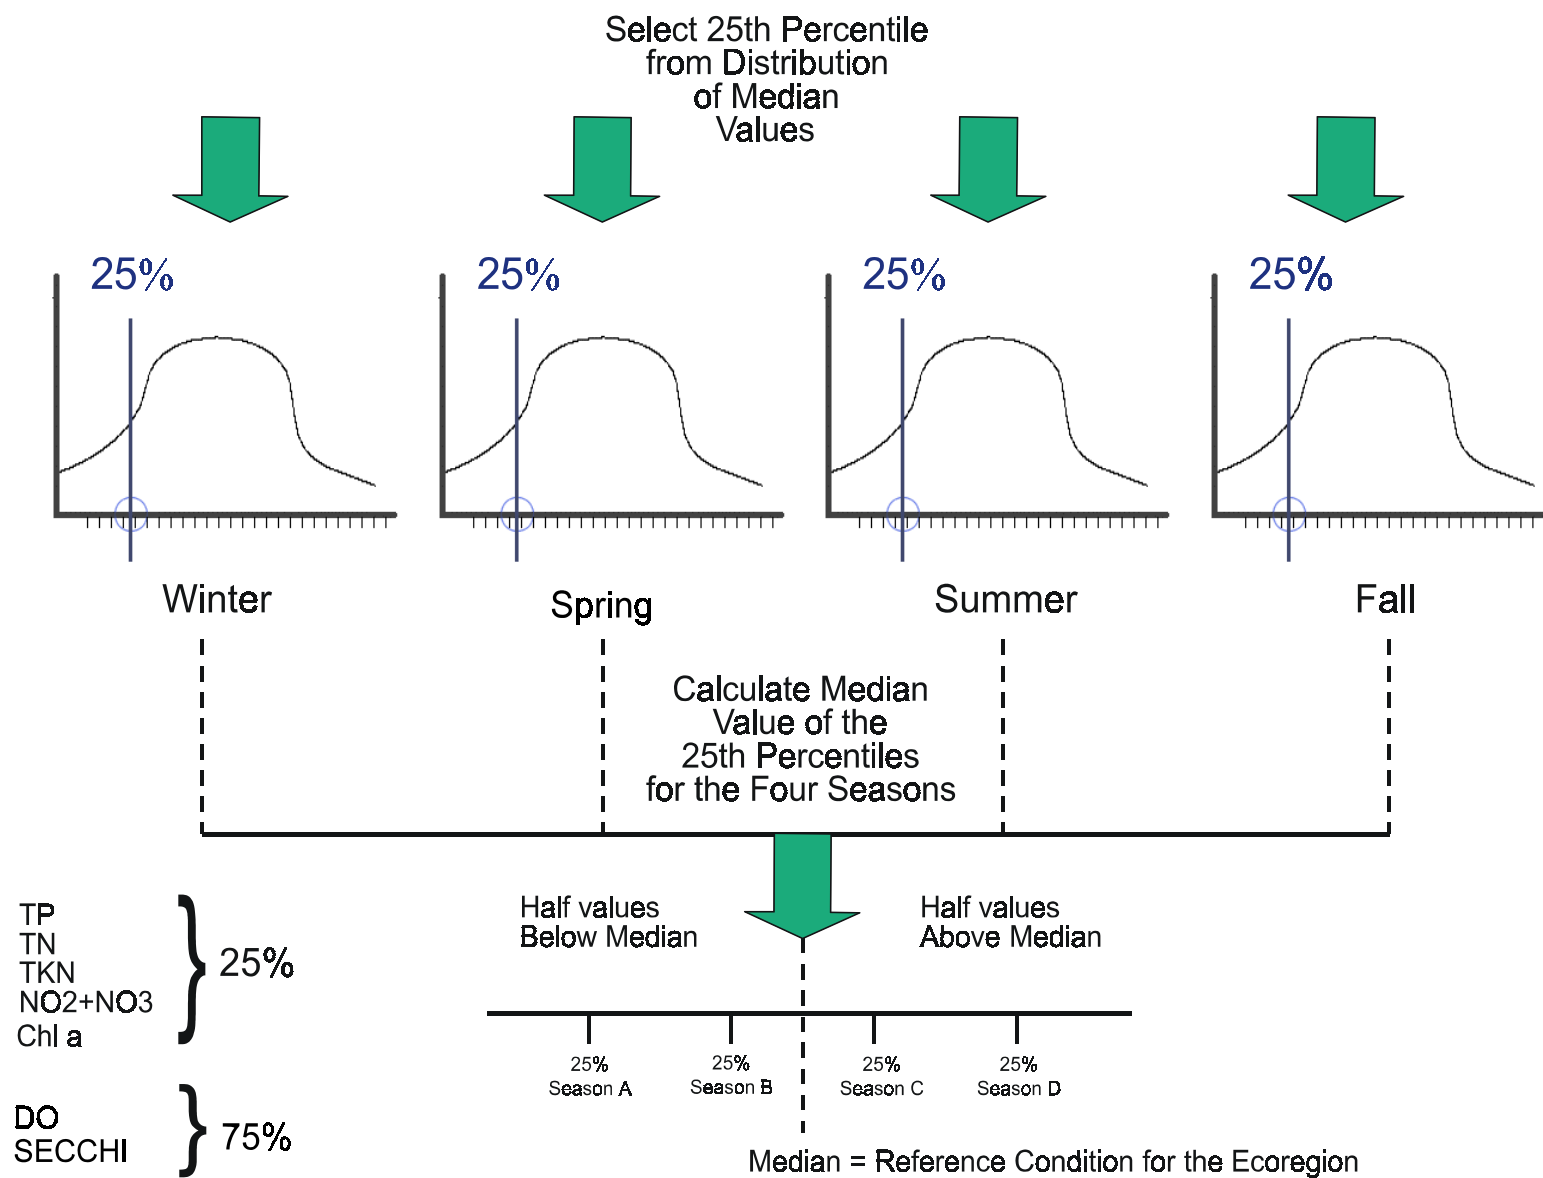 Select 25th Percentile
from Distribution
of Median
Values
25%
25%
25%
25%
Winter
Spring
Summer
Fall
Calculate Median
Value of the
25th Percentiles
for the Four Seasons
TP
TN
TKN
NO2+NO3
Chl a
25%
DO
SECCHI
75%
Half values
Below Median
Half values
Above Median
25%
Season A
25%
Season B
25%
Season C
25%
Season D
Median = Reference Condition for the Ecoregion